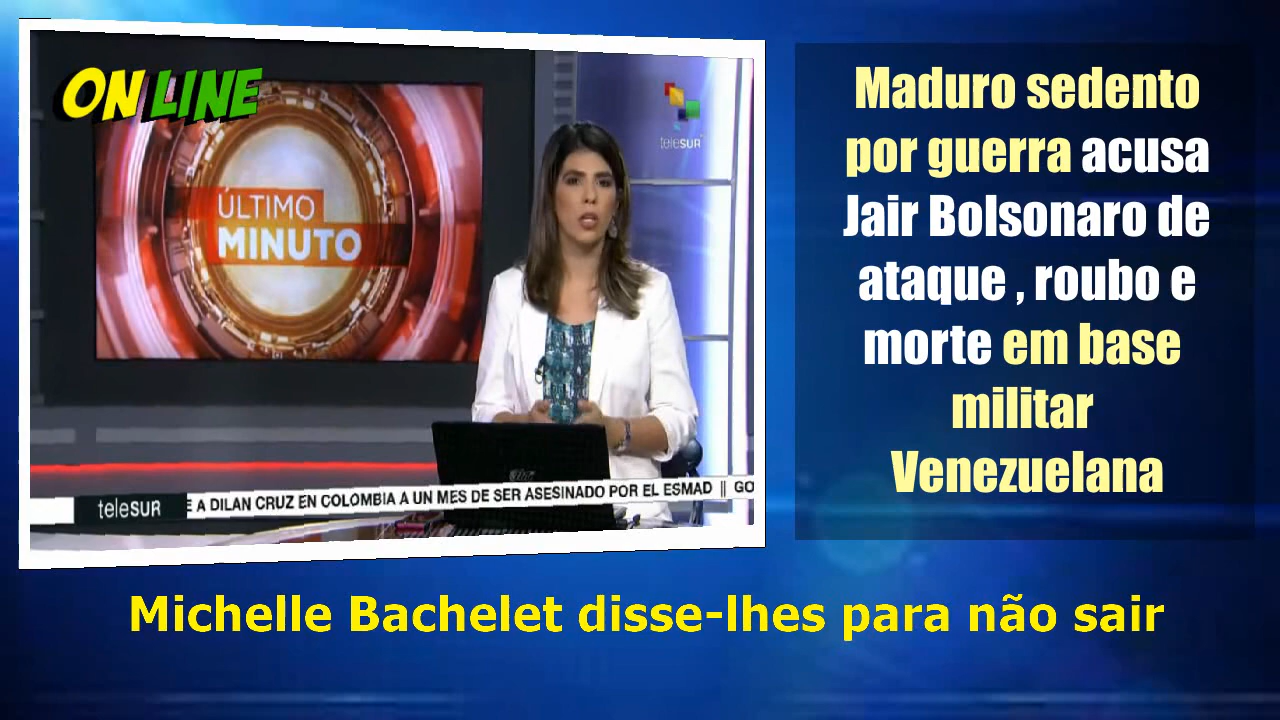 ON LINE
ÚLTIMO
MINUTO
teleSUR
teleSUR
E A DILAN CRUZ EN COLOMBIA A UN MES DE SER ASESINADO POR EL ESMAD || GO
Maduro sedento
por guerra acusa
Jair Bolsonaro de
ataque , roubo e
morte em base
militar
Venezuelana
Michelle Bachelet disse-lhes para não sair